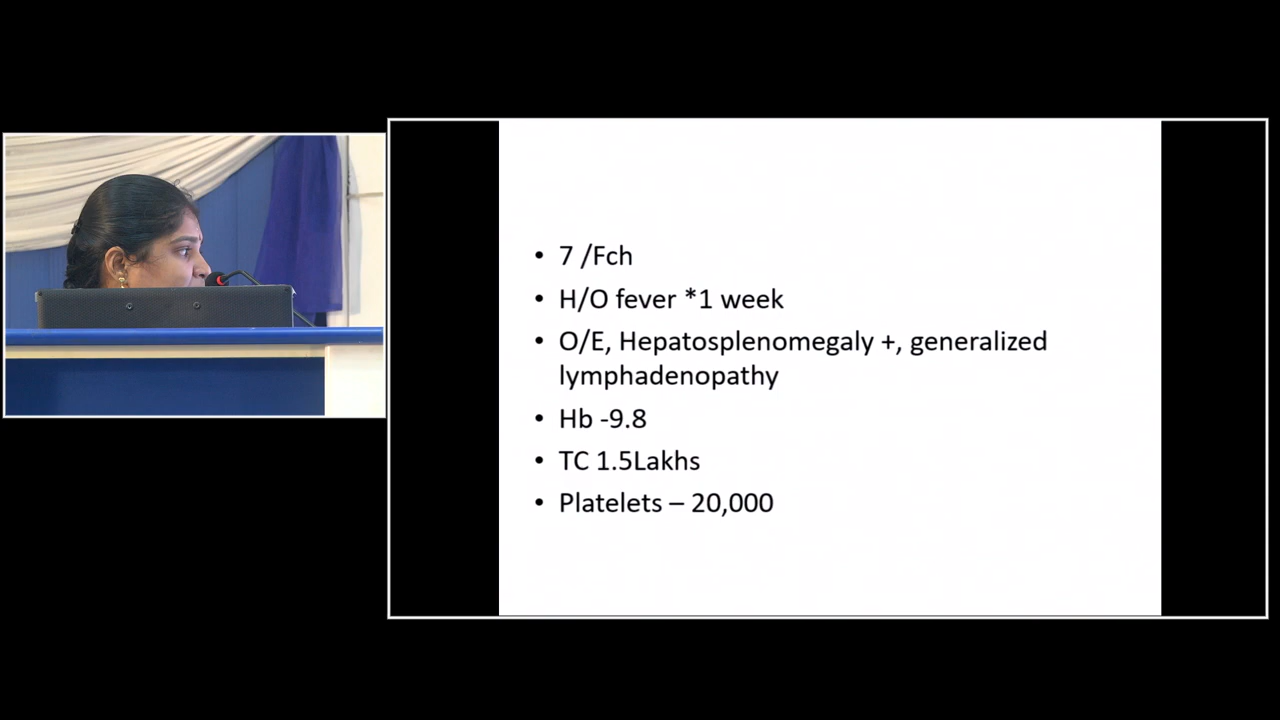 7 /Fch
H/O fever *1 week
O/E, Hepatosplenomegaly +, generalized
lymphadenopathy
Hb -9.8
TC 1.5Lakhs
Platelets – 20,000